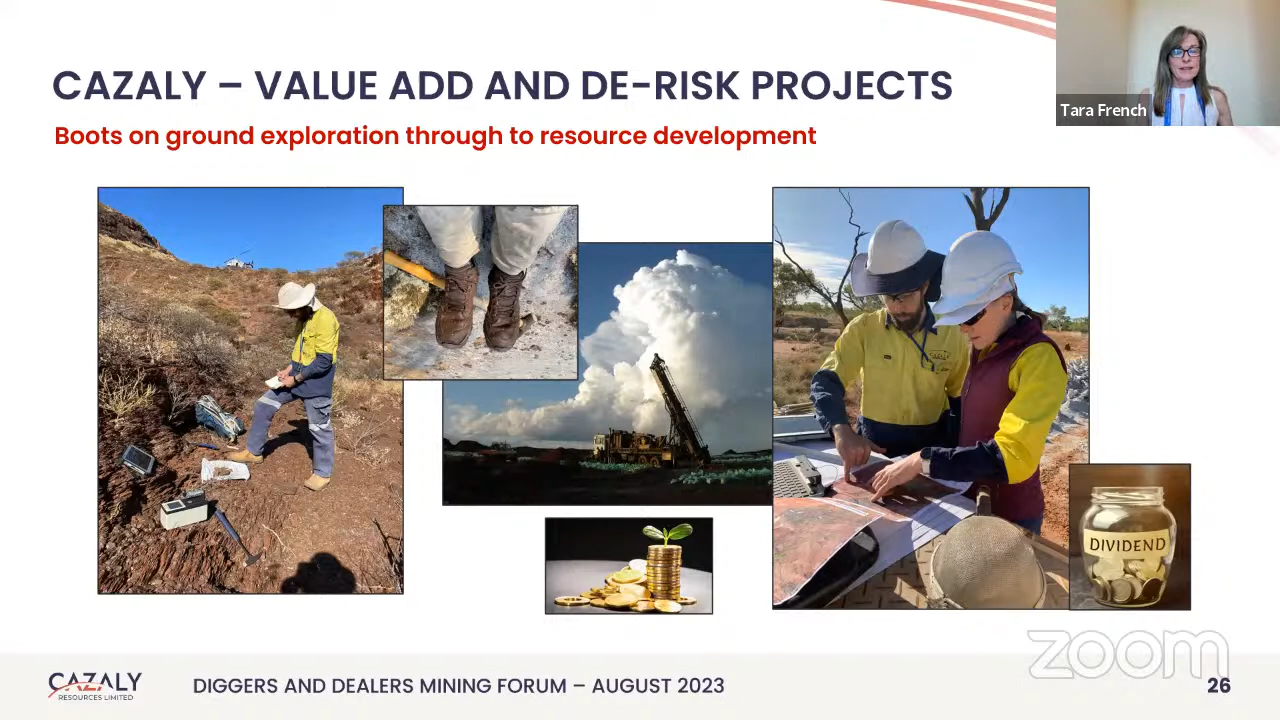 CAZALY – VALUE ADD AND DE-RISK PROJECTS
Boots on ground exploration through to resource development
Tara French
DIVIDEND
zoom
CAZALY
RESOURCES LIMITED
DIGGERS AND DEALERS MINING FORUM – AUGUST 2023
26